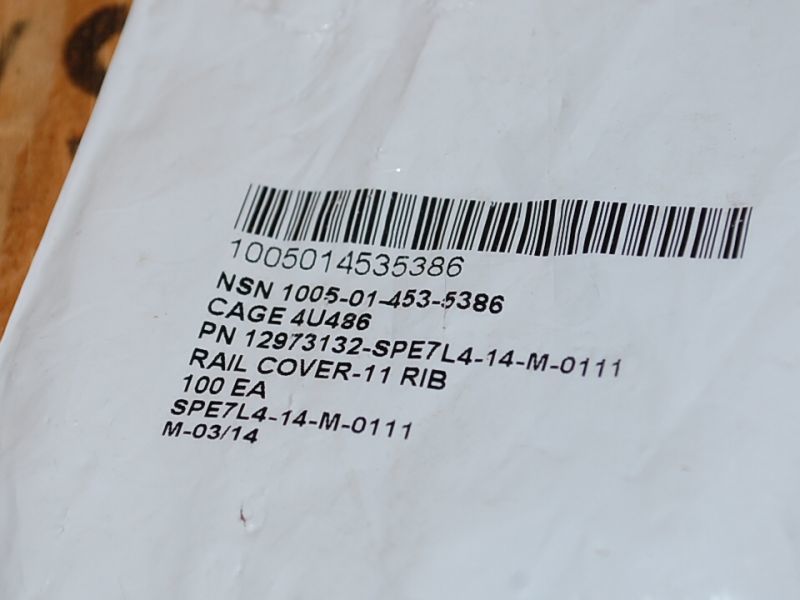 1005014535386
NSN 1005-01-453-5386
CAGE 4U486
PN 12973132-SPE7L4-14-M-0111
RAIL COVER-11 RIB
100 EA
SPE7L4-14-M-0111
M-03/14